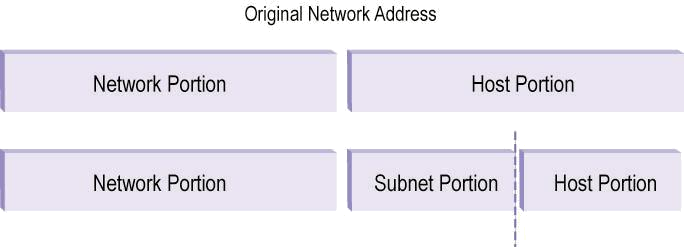 Original Network Address
Network Portion Host Portion
Network Portion Subnet Portion Host Portion